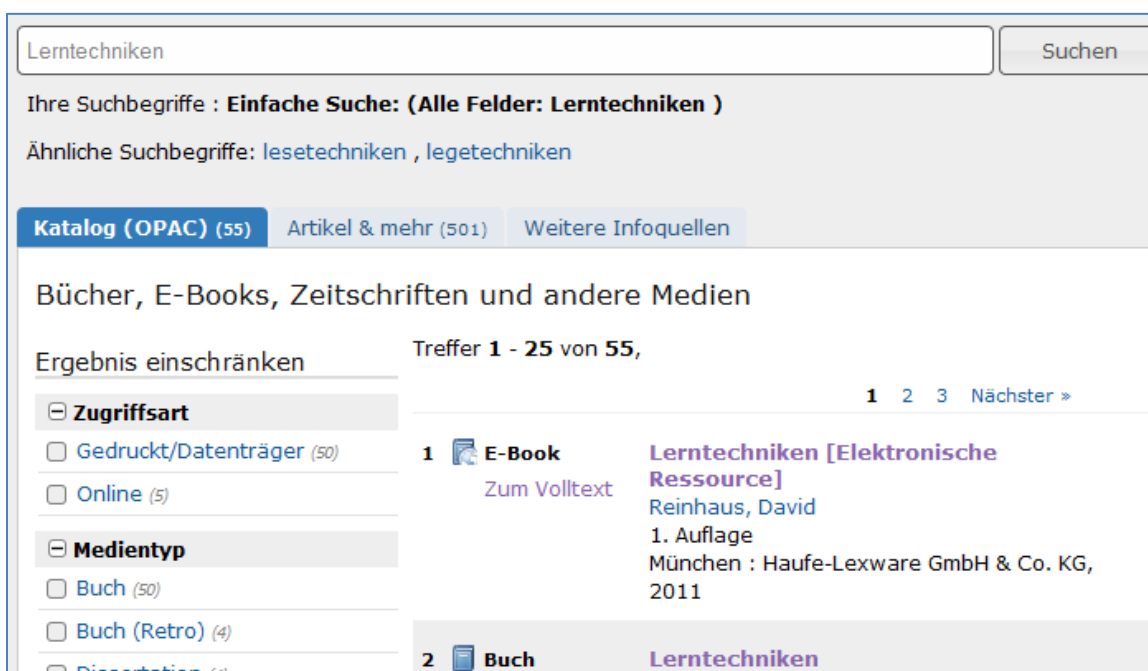 Lerntechniken
Suchen
Ihre Suchbegriffe : Einfache Suche: (Alle Felder: Lerntechniken )
Ähnliche Suchbegriffe: lesetechniken , legetechniken
Katalog (OPAC) (55) Artikel & mehr (501) Weitere Infoquellen
Bücher, E-Books, Zeitschriften und andere Medien
Ergebnis einschränken
Zugriffsart
Gedruckt/Datenträger (50)
Online (5)
Medientyp
Buch (50)
Buch (Retro) (4)
Dissertation
Treffer 1 - 25 von 55,
1 2 3 Nächster »
1 E-Book
Zum Volltext
Lerntechniken [Elektronische
Ressource]
Reinhaus, David
1. Auflage
München : Haufe-Lexware GmbH & Co. KG,
2011
2 Buch
Lerntechniken